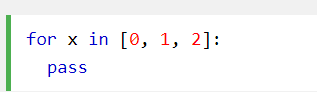 for x in [0, 1, 2]:
  pass